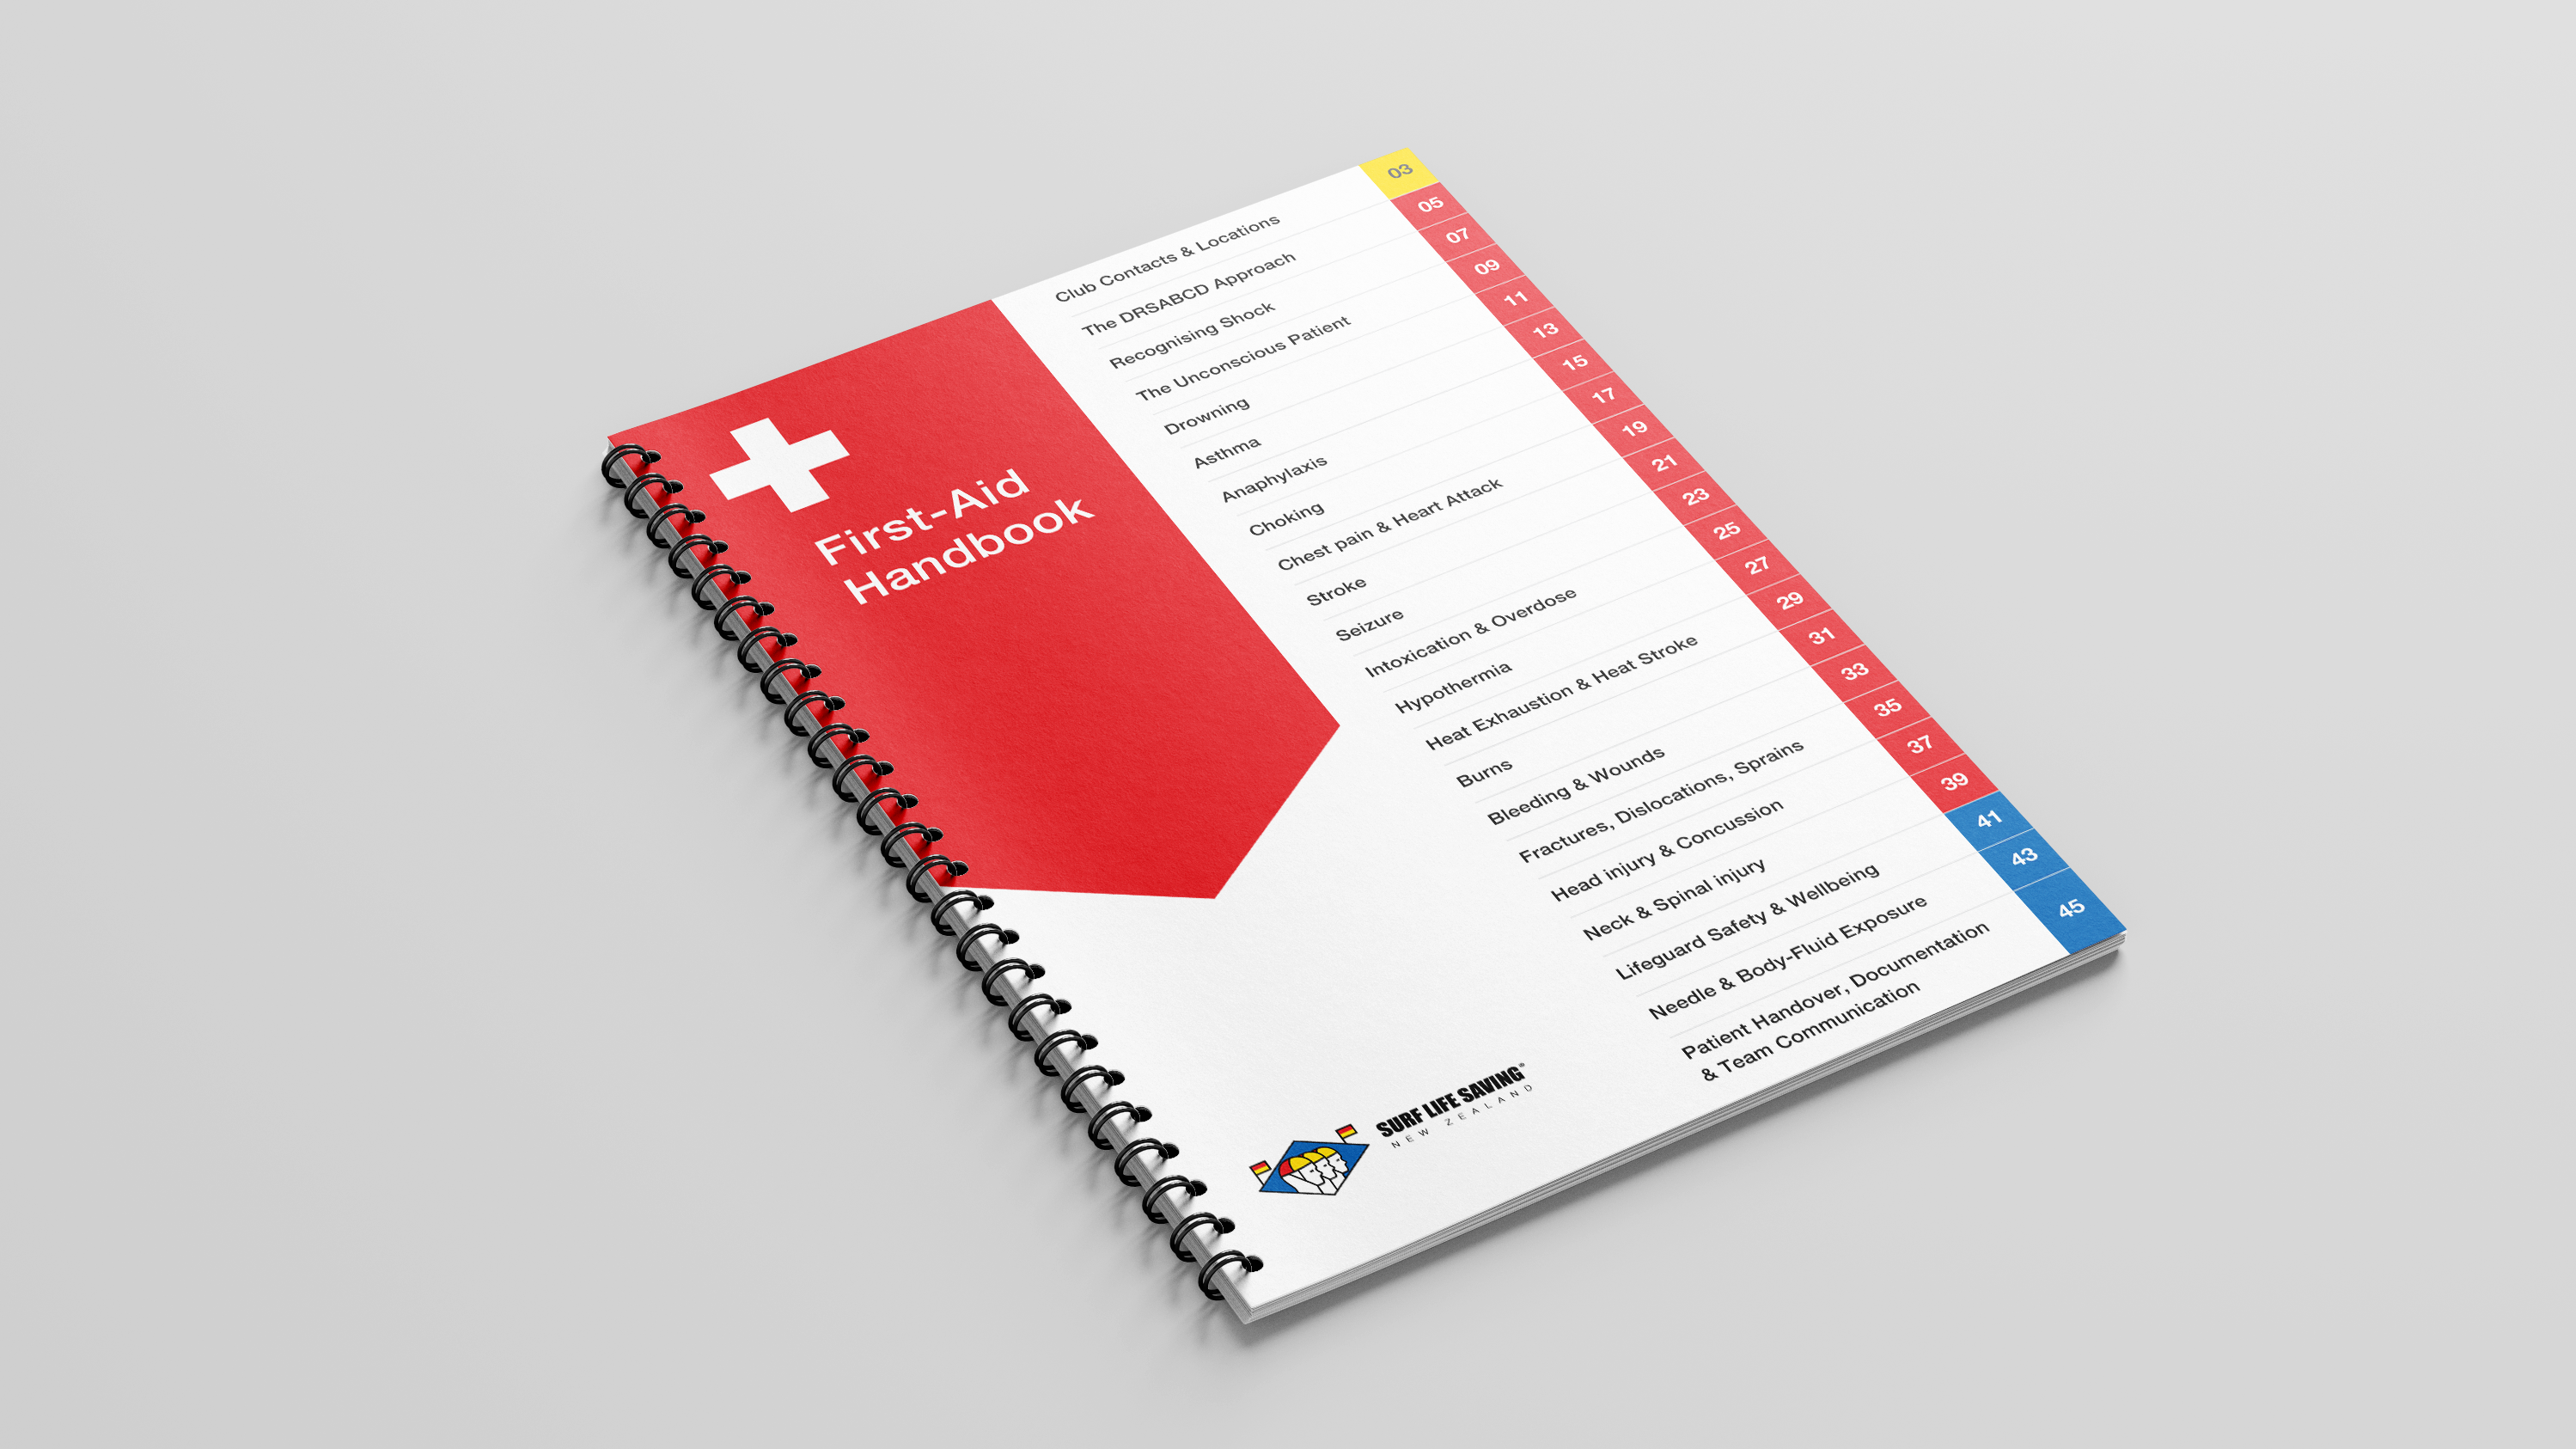 First-Aid
Handbook
Club Contacts & Locations 03
The DRSABCD Approach 05
Recognising Shock 07
The Unconscious Patient 09
Drowning 11
Asthma 13
Anaphylaxis 15
Choking 17
Chest pain & Heart Attack 19
Stroke 21
Seizure 23
Intoxication & Overdose 25
Hypothermia 27
Heat Exhaustion & Heat Stroke 29
Burns 31
Bleeding & Wounds 33
Fractures, Dislocations, Sprains 35
Head injury & Concussion 37
Neck & Spinal injury 39
Lifeguard Safety & Wellbeing 41
Needle & Body-Fluid Exposure 43
Patient Handover, Documentation 45
& Team Communication
SURF LIFE SAVING®
NEW ZEALAND